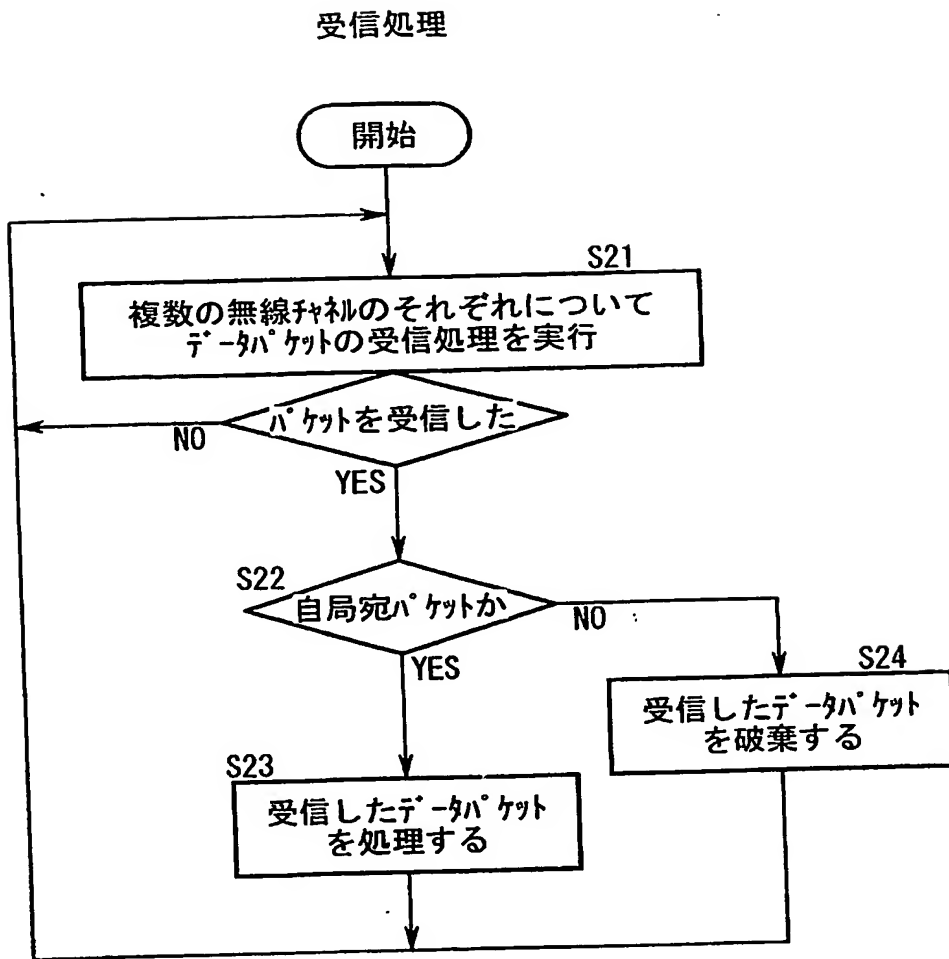 受信処理
開始
S21
複数の無線ﾁｬﾈﾙのそれぞれについて
ﾃﾞｰﾀﾊﾟｹｯﾄの受信処理を実行
ﾊﾟｹｯﾄを受信した
NO
YES
S22
自局宛ﾊﾟｹｯﾄか
NO
YES
S24
受信したﾃﾞｰﾀﾊﾟｹｯﾄ
を破棄する
S23
受信したﾃﾞｰﾀﾊﾟｹｯﾄ
を処理する